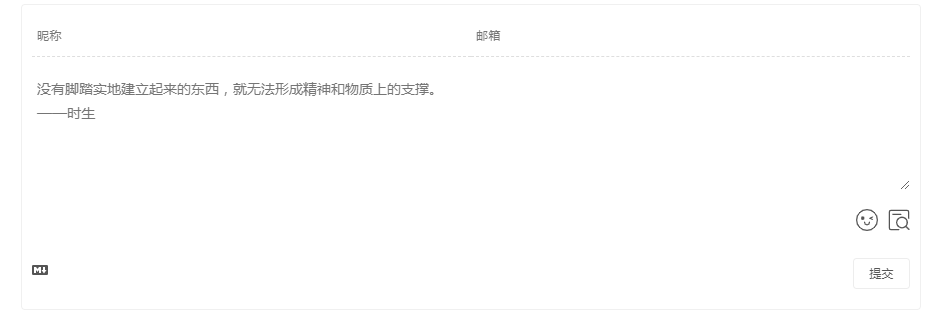 昵称
邮箱
没有脚踏实地建立起来的东西，就无法形成精神和物质上的支撑。
——时生
M↓
提交